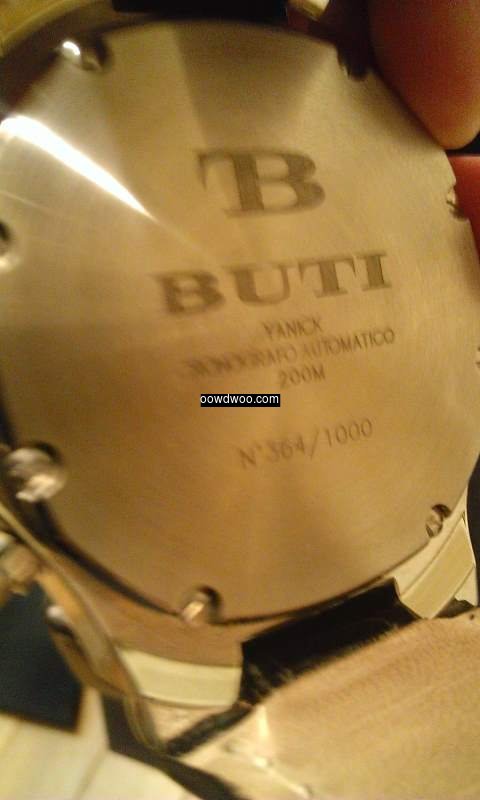 B
BUTI
YANICK
CRONOGRAFO AUTOMATICO
200M
oowdwoo.com
N° 364/1000